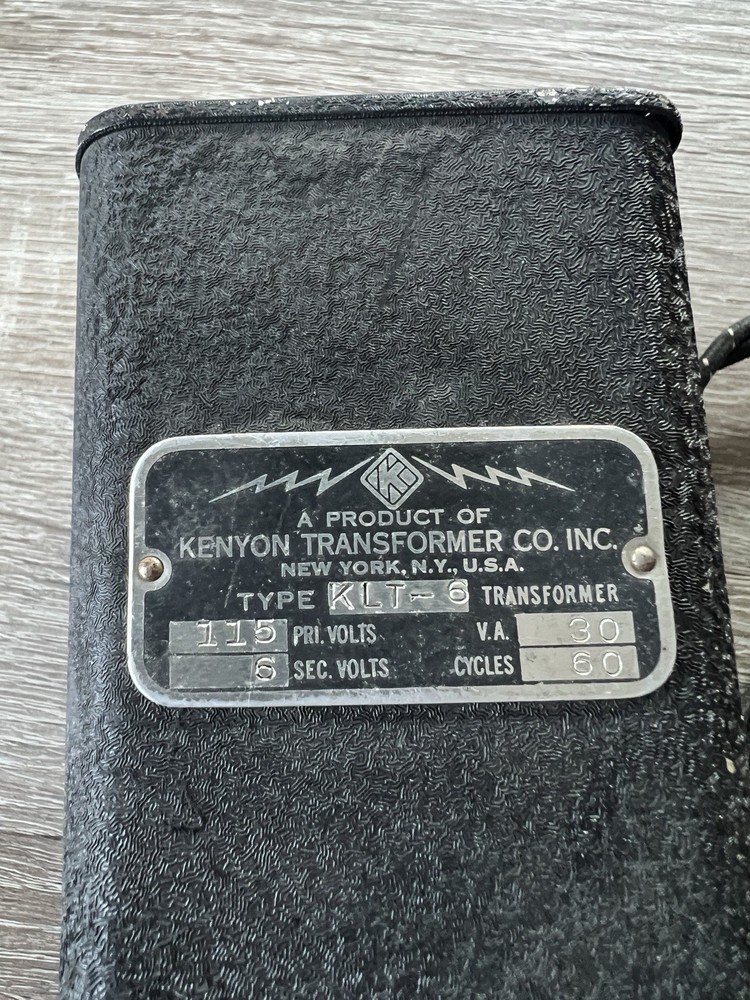 K
A PRODUCT OF
KENYON TRANSFORMER CO. INC.
NEW YORK, N.Y., U.S.A.
TYPE KLT-6 TRANSFORMER
115 PRI. VOLTS V.A. 30
6 SEC. VOLTS CYCLES 60